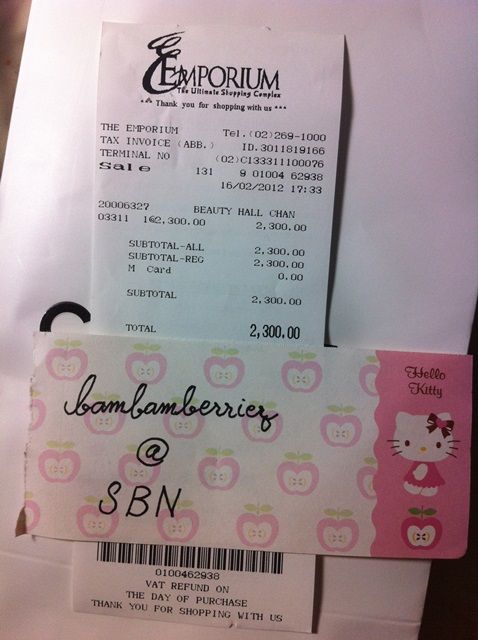 EMPORIUM
The Ultimate Shopping Complex
*** Thank you for shopping with us ***
THE EMPORIUM Tel.(02)269-1000
TAX INVOICE (ABB.) ID.3011819166
TERMINAL NO (02)C133311100076
Sale 131 9 01004 62938
16/02/2012 17:33
20006327 BEAUTY HALL CHAN
03311 1@2,300.00 2,300.00
SUBTOTAL-ALL 2,300.00
SUBTOTAL-REG 2,300.00
M Card 0.00
SUBTOTAL 2,300.00
TOTAL 2,300.00
Hello
Kitty
bambamberriez
@
SBN
0100462938
VAT REFUND ON
THE DAY OF PURCHASE
THANK YOU FOR SHOPPING WITH US